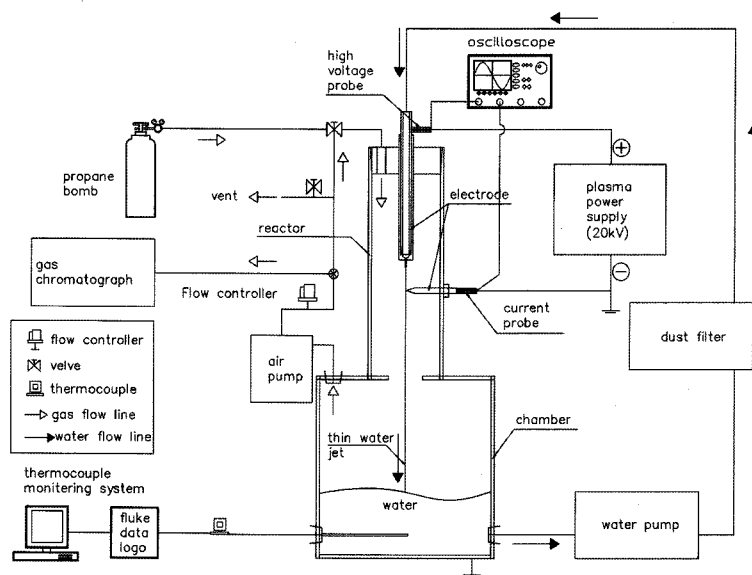 oscilloscope
high
voltage
probe
propane
bomb
vent
electrode
plasma
power
supply
(20kV)
+
−
reactor
gas
chromatograph
Flow controller
current
probe
dust filter
air
pump
flow controller
velve
thermocouple
gas flow line
water flow line
chamber
thin water
jet
water
thermocouple
monitering system
fluke
data
logo
water pump